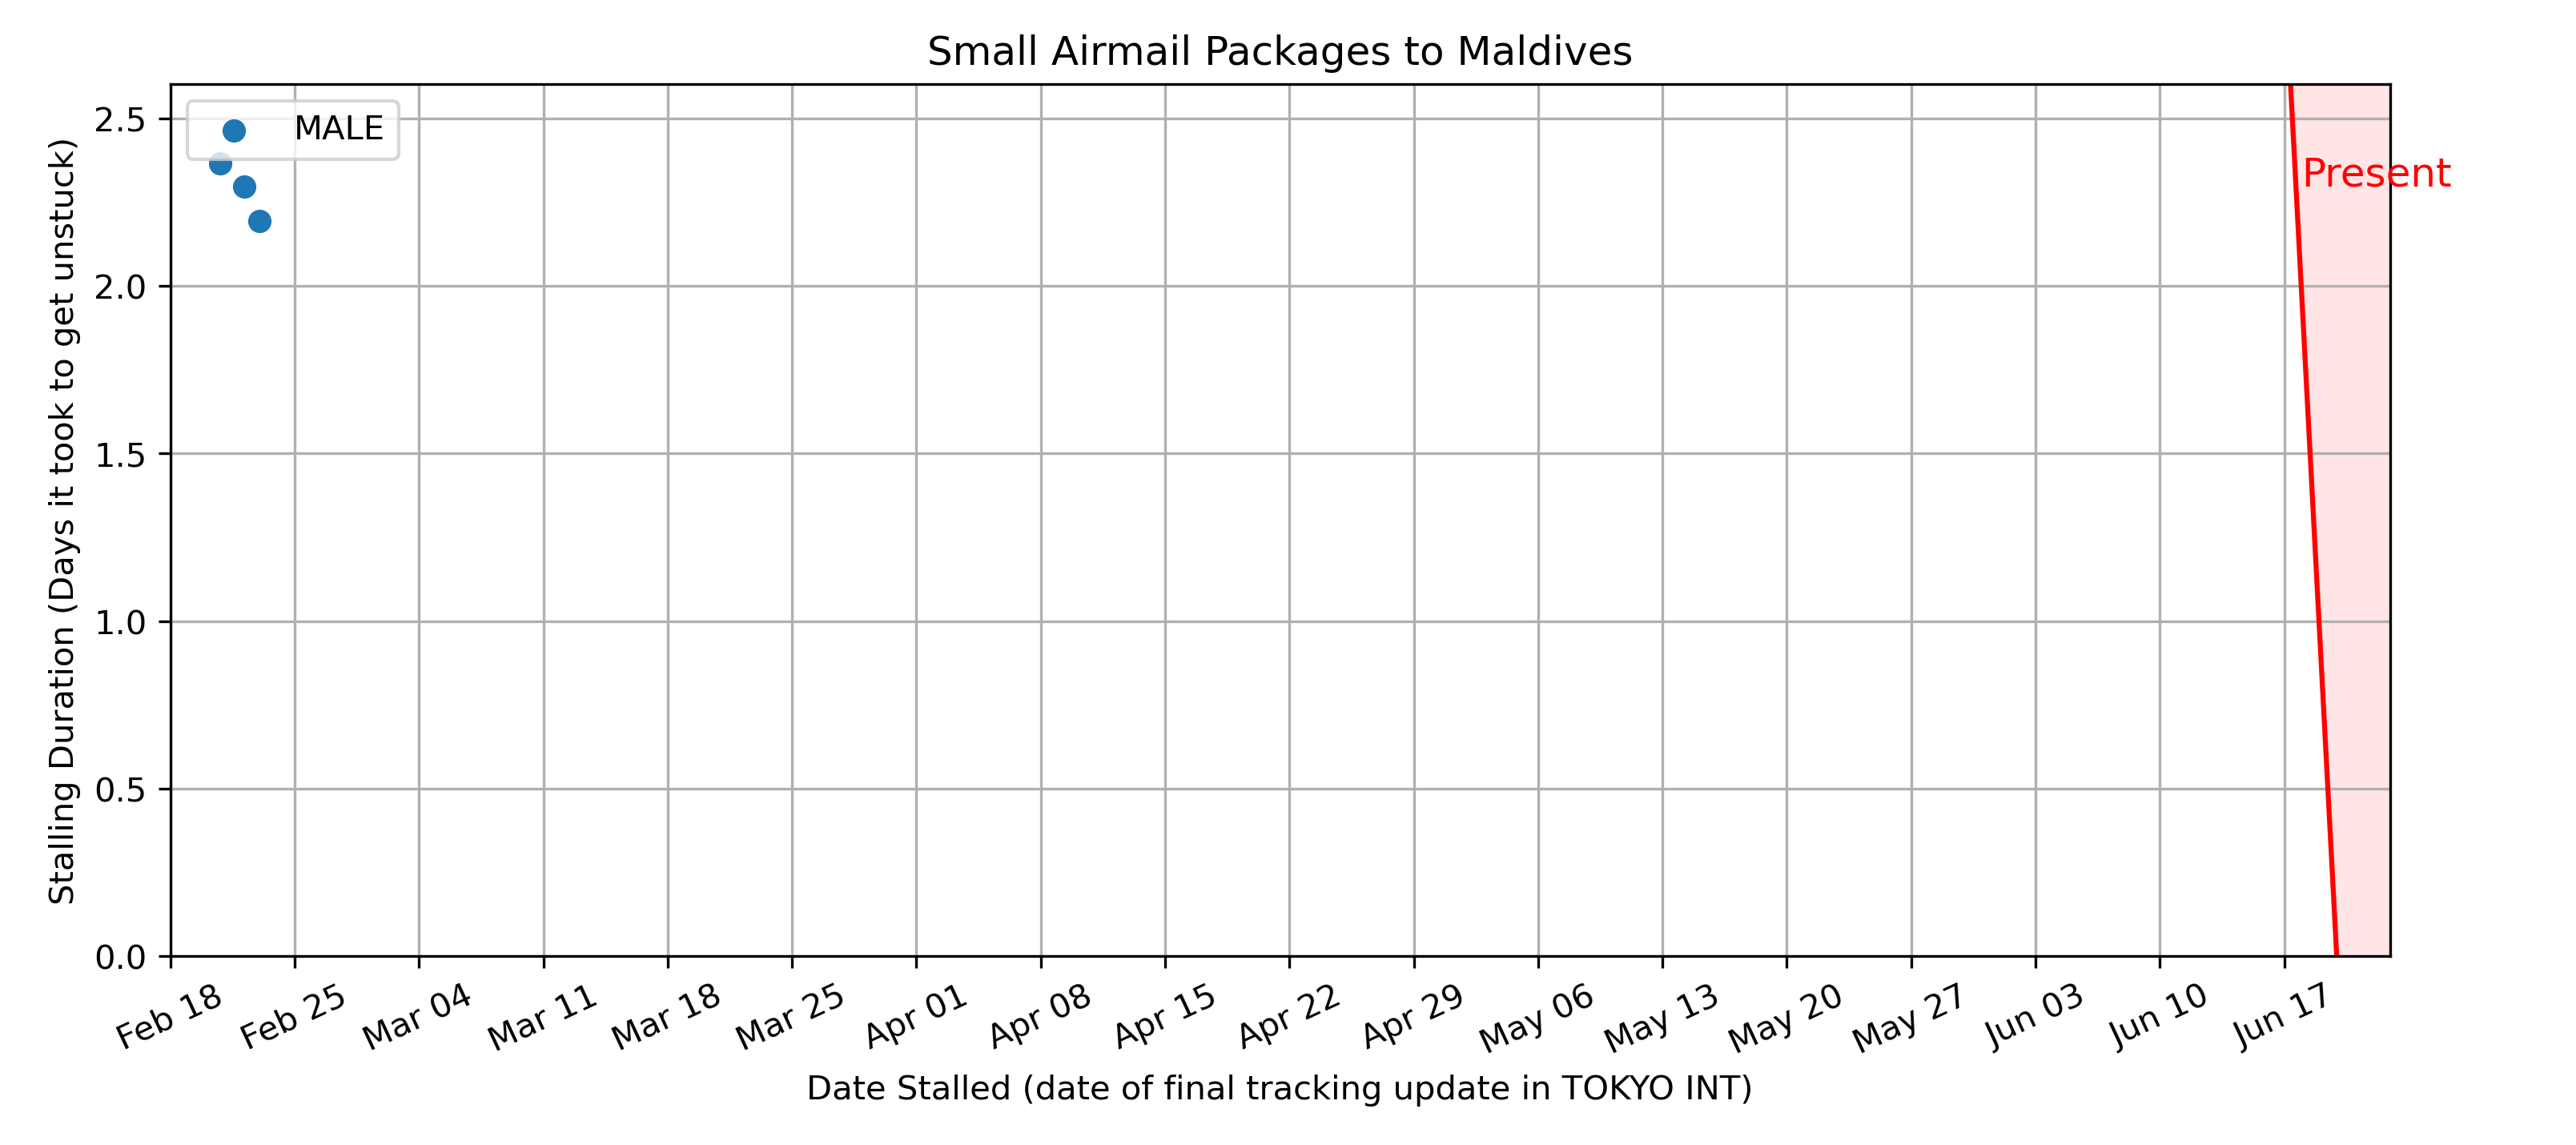 Small Airmail Packages to Maldives
MALE
Present
Stalling Duration (Days it took to get unstuck)
2.5
2.0
1.5
1.0
0.5
0.0
Feb 18 Feb 25 Mar 04 Mar 11 Mar 18 Mar 25 Apr 01 Apr 08 Apr 15 Apr 22 Apr 29 May 06 May 13 May 20 May 27 Jun 03 Jun 10 Jun 17
Date Stalled (date of final tracking update in TOKYO INT)